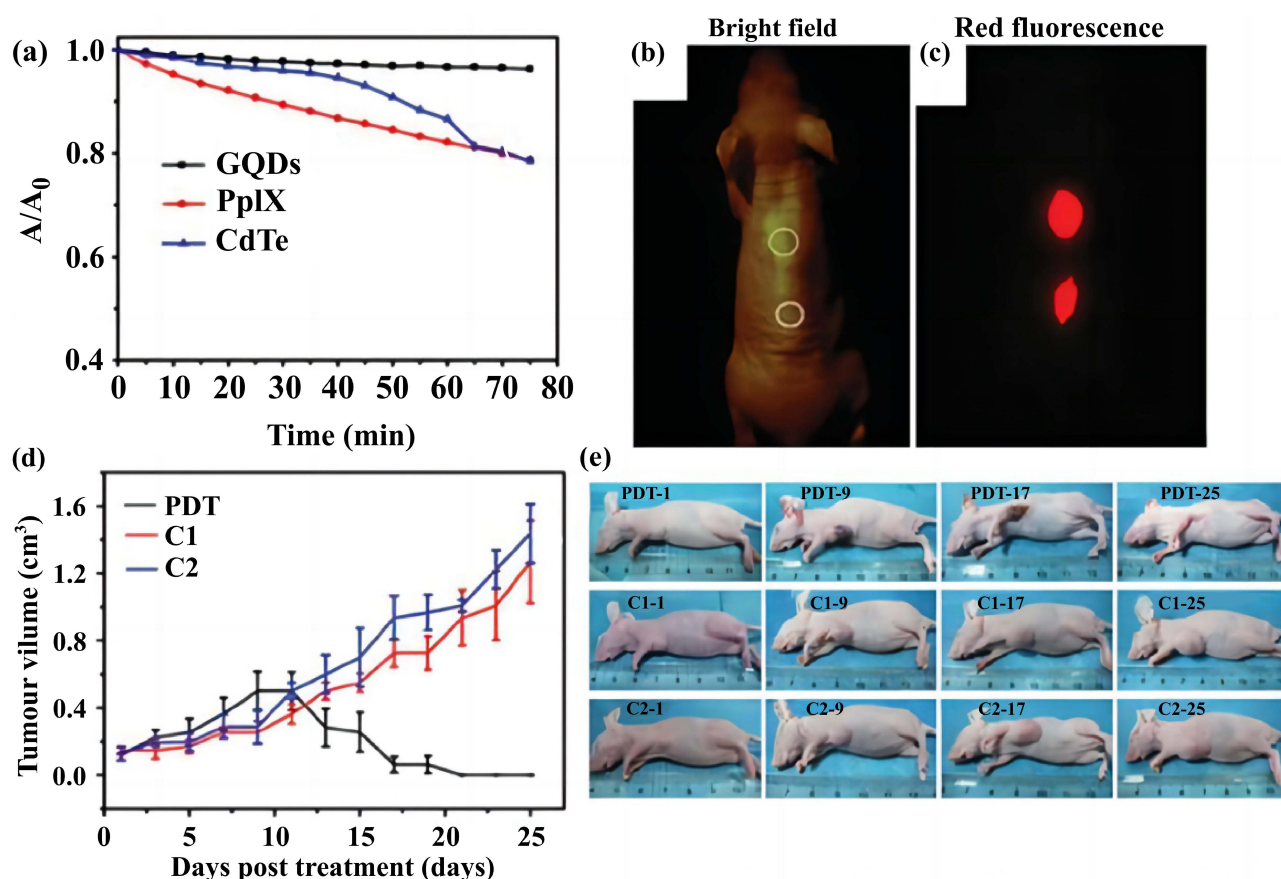 (a)
1.0
0.8
0.6
0.4
A/A0
GQDs
PplX
CdTe
0 10 20 30 40 50 60 70 80
Time (min)
Bright field
(b)
Red fluorescence
(c)
(d)
1.6
1.2
0.8
0.4
0.0
Tumour vilume (cm³)
PDT
C1
C2
0 5 10 15 20 25
Days post treatment (days)
(e)
PDT-1 PDT-9 PDT-17 PDT-25
C1-1 C1-9 C1-17 C1-25
C2-1 C2-9 C2-17 C2-25